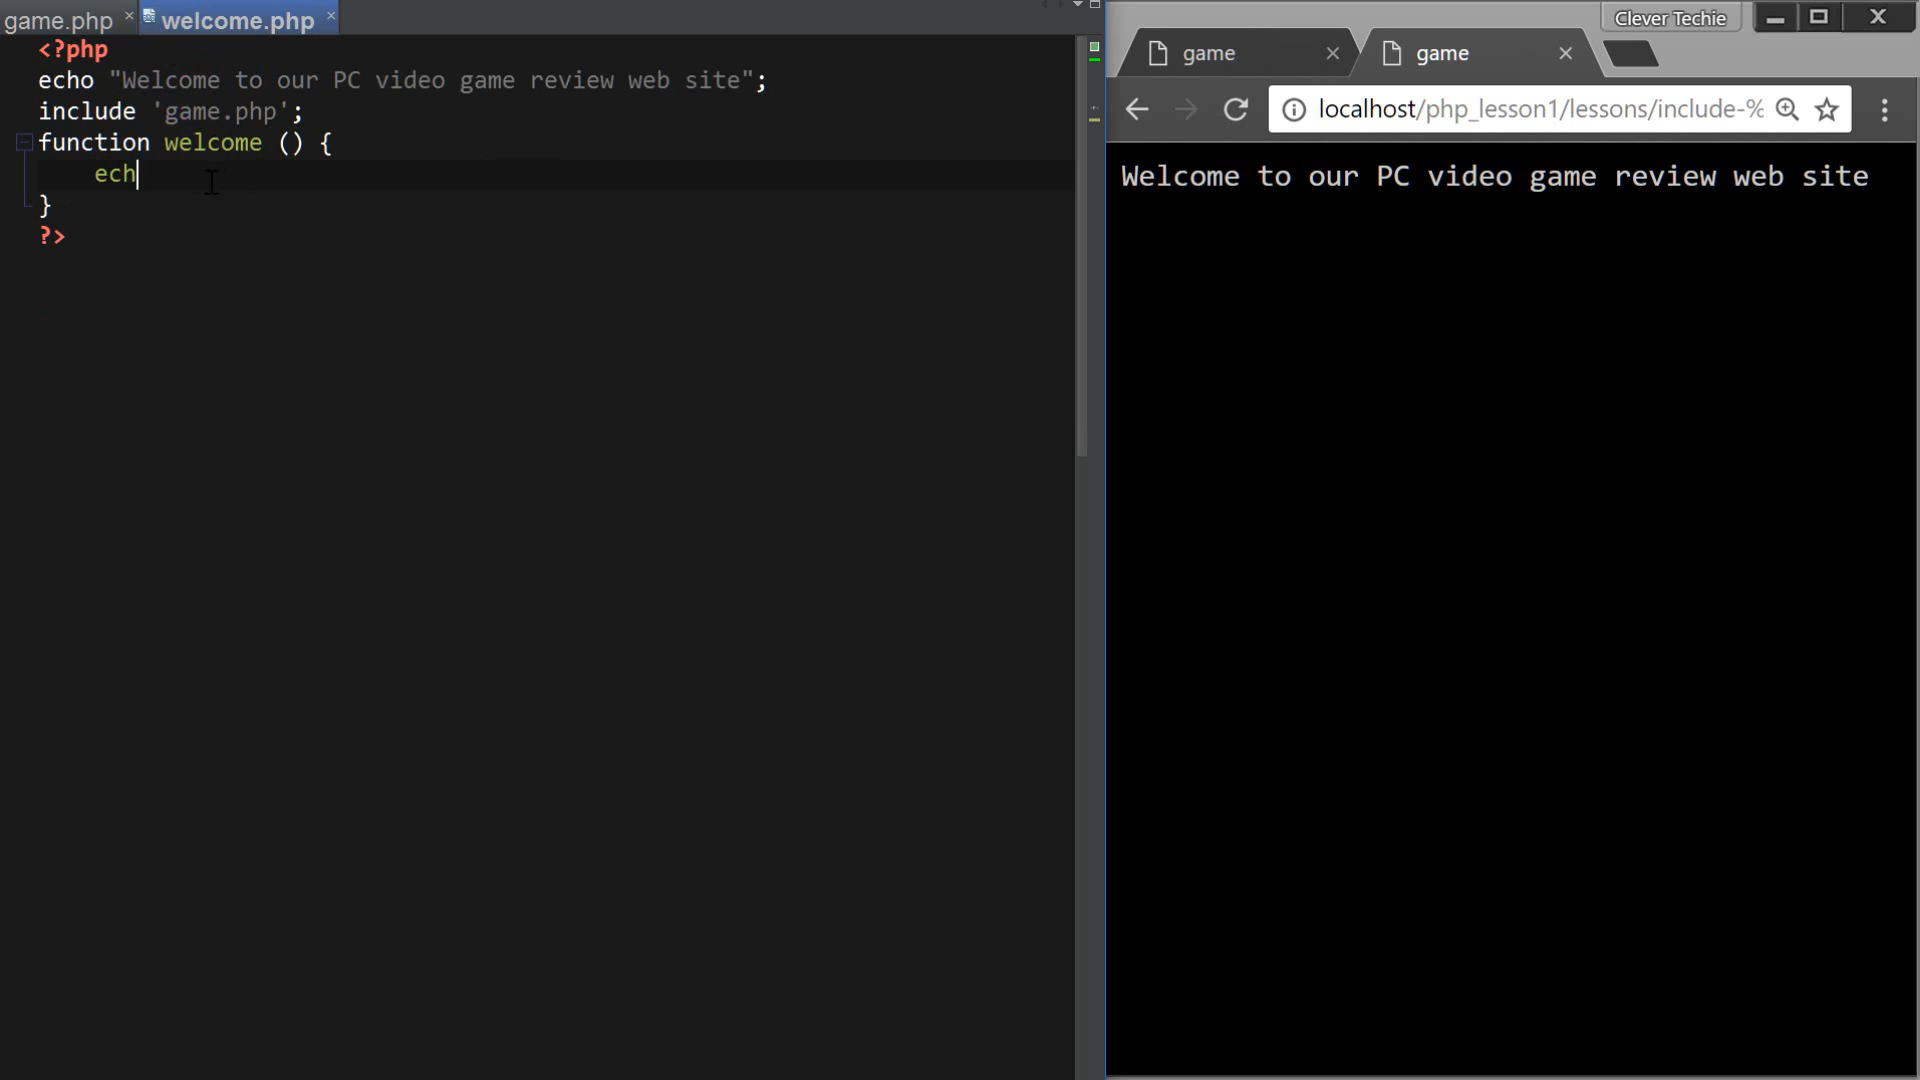 game.php welcome.php
<?php
echo "Welcome to our PC video game review web site";
include 'game.php';
function welcome () {
ech
}
?>
Clever Techie
game game
localhost/php_lesson1/lessons/include-%
Welcome to our PC video game review web site